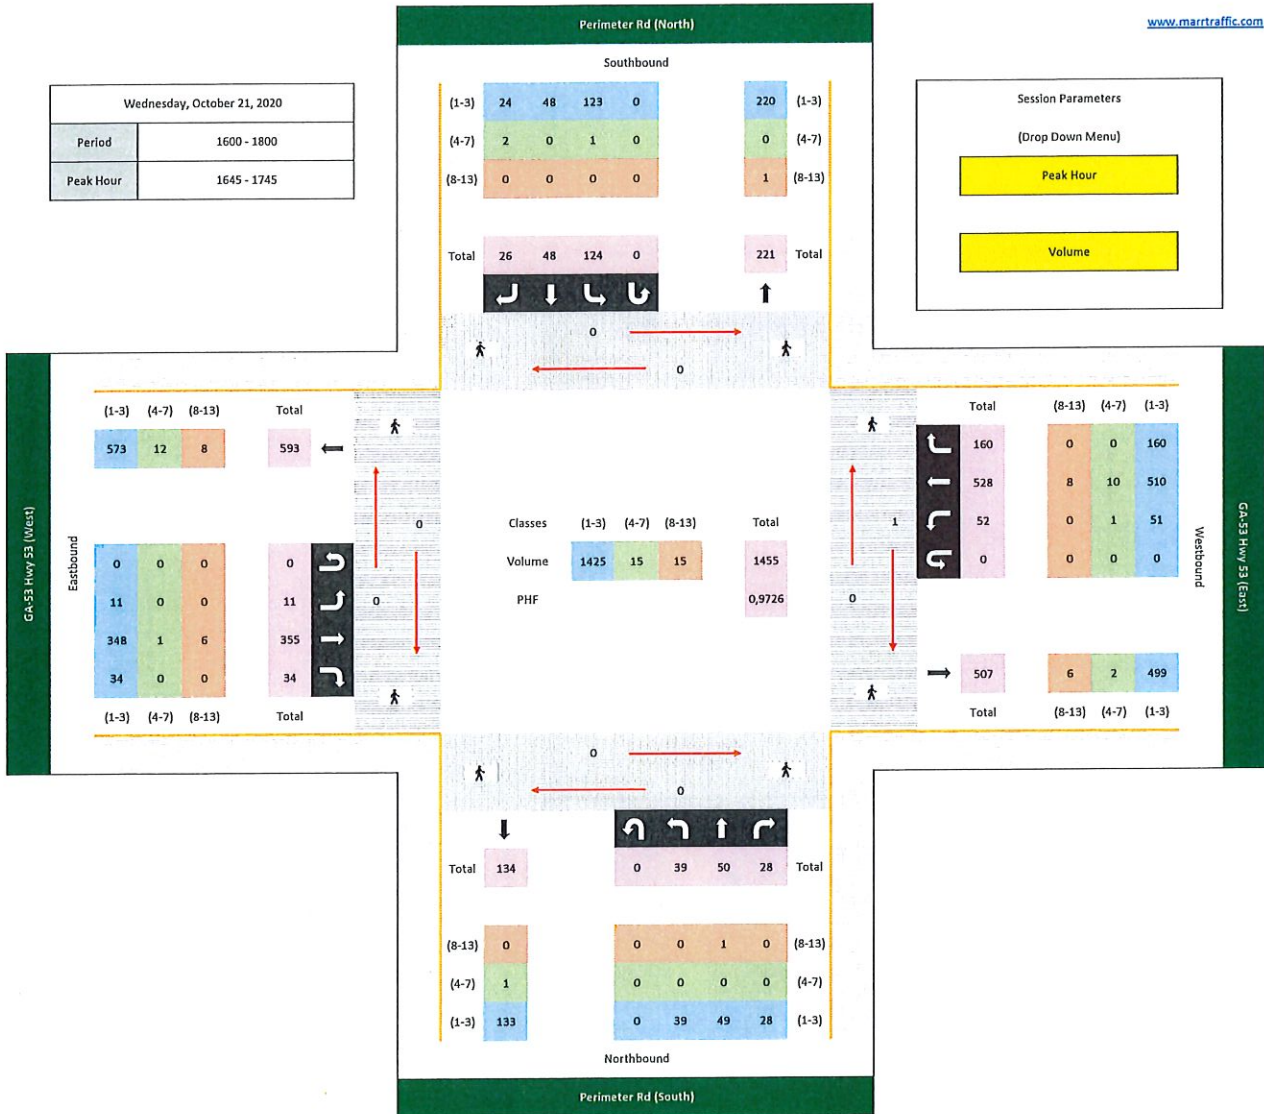 Perimeter Rd (North)
www.marrtraffic.com
Southbound
Wednesday, October 21, 2020
Period 1600 - 1800
Peak Hour 1645 - 1745
(1-3) 24 48 123 0 220 (1-3)
(4-7) 2 0 1 0 0 (4-7)
(8-13) 0 0 0 0 1 (8-13)
Total 26 48 124 0 221 Total
Session Parameters
(Drop Down Menu)
Peak Hour
Volume
0
0
GA-53 Hwy 53 (West)
Eastbound
(1-3) (4-7) (8-13) Total
573 12 8 593
0
0 0 0 0
11 0 0 11 0
348 1 6 355
34 0 0 34
(1-3) (4-7) (8-13) Total
Classes (1-3) (4-7) (8-13) Total
Volume 1425 15 15 1455
PHF 0,9726
Total (8-13) (4-7) (1-3)
160 0 0 160
528 8 10 510
1 52 0 1 51
0 0 0 0
0
507 6 2 499
Total (8-13) (4-7) (1-3)
Westbound
GA-53 Hwy 53 (East)
0
0
Total 134 0 39 50 28 Total
(8-13) 0 0 0 1 0 (8-13)
(4-7) 1 0 0 0 0 (4-7)
(1-3) 133 0 39 49 28 (1-3)
Northbound
Perimeter Rd (South)